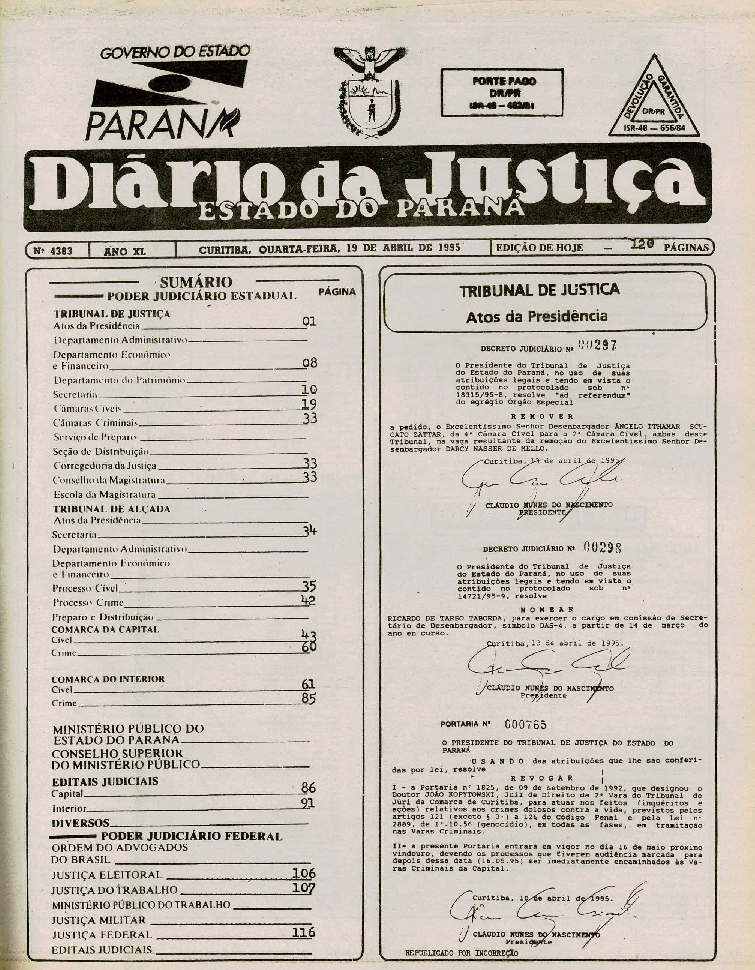 GOVERNO DO ESTADO
PARANÁ
PORTE PAGO
DR/PR
ISR-48 — 483/81
DEVOLUÇÃO
GARANTIDA
DR/PR
ISR-48 — 656/84
Diário da Justiça
ESTADO DO PARANÁ
Nº 4383
ANO XL
CURITIBA, QUARTA-FEIRA, 19 DE ABRIL DE 1995
EDIÇÃO DE HOJE — 120 PÁGINAS
SUMÁRIO
PODER JUDICIÁRIO ESTADUAL PÁGINA
TRIBUNAL DE JUSTIÇA
Atos da Presidência 01
Departamento Administrativo
Departamento Econômico
e Financeiro 08
Departamento do Patrimônio
Secretaria 10
Câmaras Cíveis 19
Câmaras Criminais 33
Serviço de Preparo
Seção de Distribuição
Corregedoria da Justiça 33
Conselho da Magistratura 33
Escola da Magistratura
TRIBUNAL DE ALÇADA
Atos da Presidência
Secretaria 34
Departamento Administrativo
Departamento Econômico
e Financeiro
Processo Cível 35
Processo Crime 42
Preparo e Distribuição
COMARCA DA CAPITAL
Cível 43
Crime 60
COMARCA DO INTERIOR
Cível 61
Crime 85
MINISTÉRIO PÚBLICO DO
ESTADO DO PARANÁ
CONSELHO SUPERIOR
DO MINISTÉRIO PÚBLICO
EDITAIS JUDICIAIS
Capital 86
Interior 91
DIVERSOS
PODER JUDICIÁRIO FEDERAL
ORDEM DO ADVOGADOS
DO BRASIL
JUSTIÇA ELEITORAL 106
JUSTIÇA DO TRABALHO 107
MINISTÉRIO PÚBLICO DO TRABALHO
JUSTIÇA MILITAR
JUSTIÇA FEDERAL 116
EDITAIS JUDICIAIS
TRIBUNAL DE JUSTIÇA
Atos da Presidência
DECRETO JUDICIÁRIO Nº 00297
O Presidente do Tribunal de Justiça
do Estado do Paraná, no uso de suas
atribuições legais e tendo em vista o
contido no protocolado sob nº
18315/95-8, resolve "ad referendum"
do egrégio Órgão Especial
R E M O V E R
a pedido, o Excelentíssimo Senhor Desembargador ÂNGELO ITHAMAR SCU-
CATO ZATTAR, da 4ª Câmara Cível para a 2ª Câmara Cível, ambas deste
Tribunal, na vaga resultante da remoção do Excelentíssimo Senhor De-
sembargador DARCY NASSER DE MELLO.
Curitiba, 13 de abril de 1995
CLÁUDIO NUNES DO NASCIMENTO
PRESIDENTE
DECRETO JUDICIÁRIO Nº 00298
O Presidente do Tribunal de Justiça
do Estado do Paraná, no uso de suas
atribuições legais e tendo em vista o
contido no protocolado sob nº
14721/95-9, resolve
N O M E A R
RICARDO DE TARSO TABORDA, para exercer o cargo em comissão de Secre-
tário de Desembargador, símbolo DAS-4, a partir de 14 de março do
ano em curso.
Curitiba, 13 de abril de 1995.
CLÁUDIO NUNES DO NASCIMENTO
Presidente
PORTARIA Nº 000765
O PRESIDENTE DO TRIBUNAL DE JUSTIÇA DO ESTADO DO
PARANÁ
U S A N D O das atribuições que lhe são conferi-
das por lei, resolve
R E V O G A R
I - a Portaria nº 1825, de 09 de setembro de 1992, que designou o
Doutor JOÃO KOPYTOWSKI, Juiz de Direito da 2ª Vara do Tribunal do
Júri da Comarca de Curitiba, para atuar nos feitos (inquéritos e
ações) relativos aos crimes dolosos contra a vida, previstos pelos
artigos 121 (exceto § 3º) a 126 do Código Penal e pela Lei nº
2889, de 1º.10.56 (genocídio), em todas as fases, em tramitação
nas Varas Criminais.
II- a presente Portaria entrará em vigor no dia 16 de maio próximo
vindouro, devendo os processos que tiverem audiência marcada para
depois dessa data (16.05.95) ser imediatamente encaminhados às Va-
ras Criminais da Capital.
Curitiba, 10 de abril de 1995.
CLÁUDIO NUNES DO NASCIMENTO
Presidente
REPUBLICADO POR INCORREÇÃO